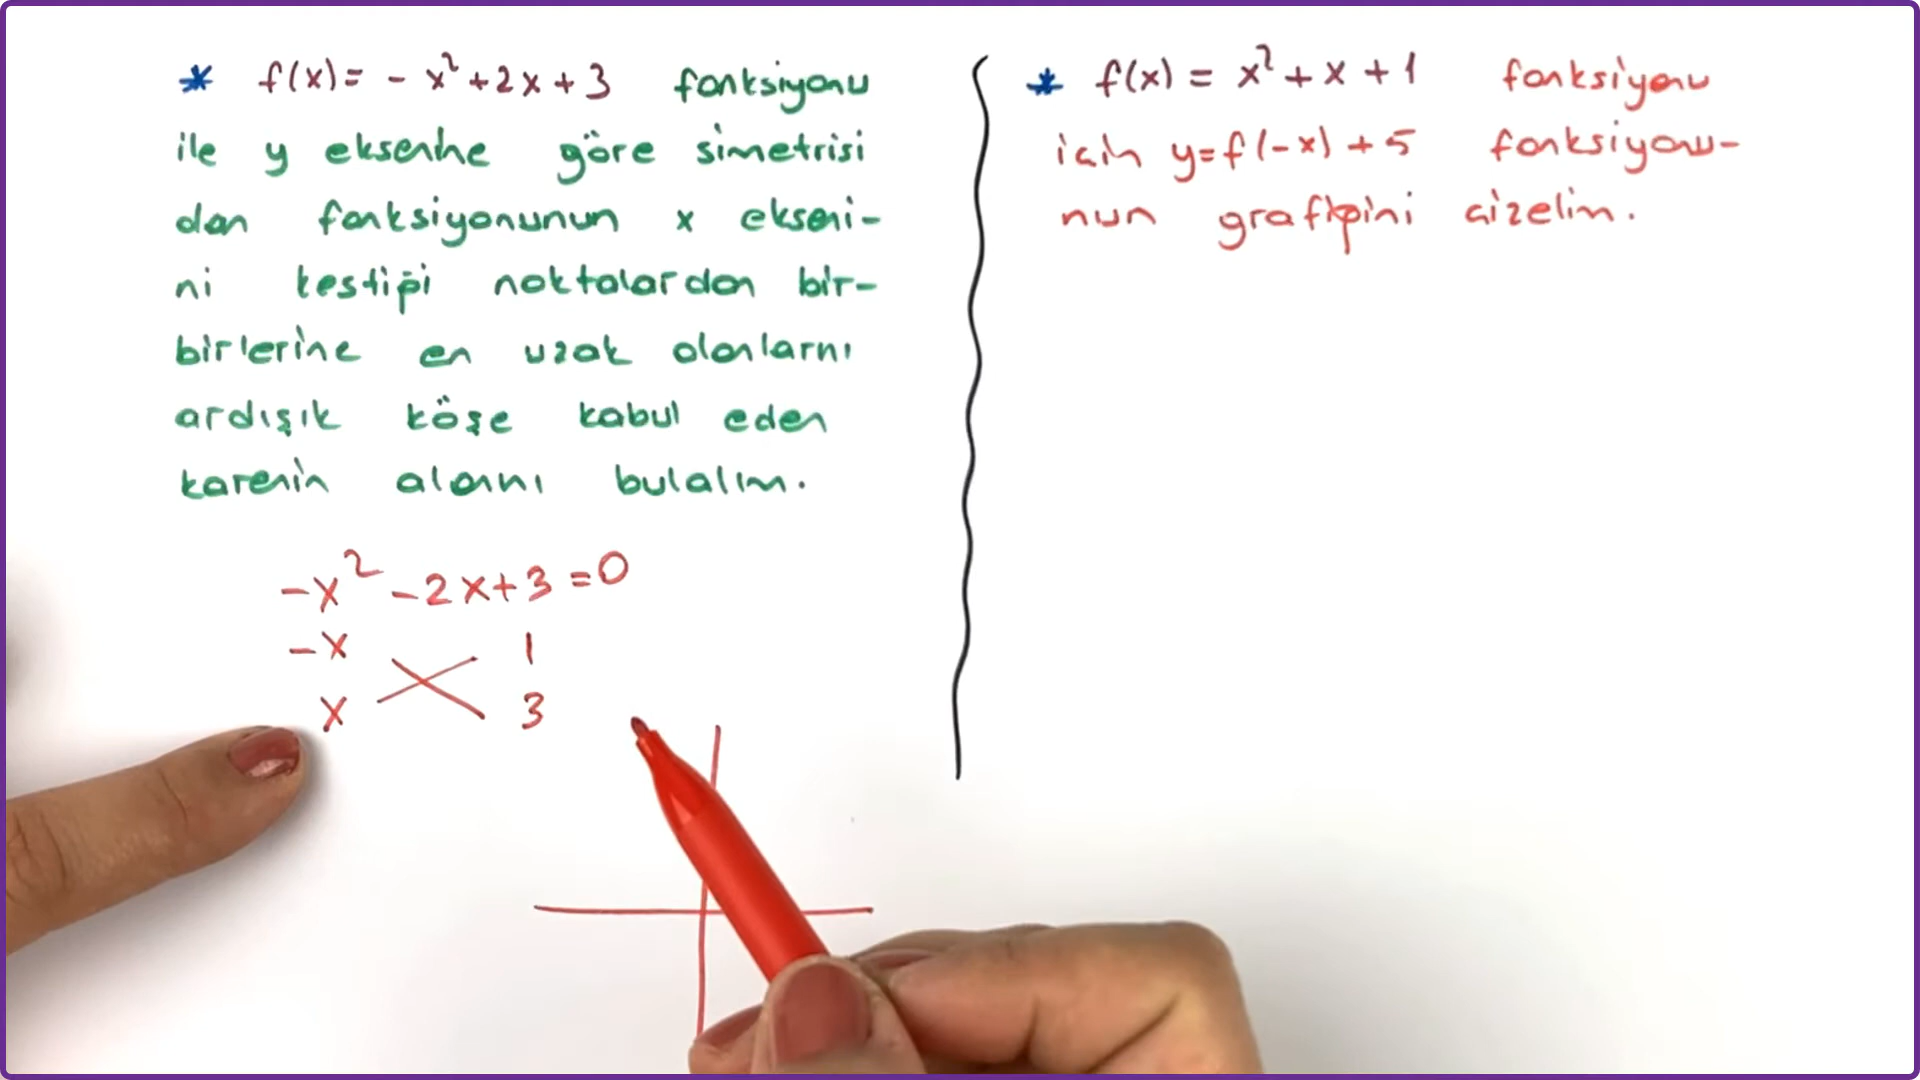 * f(x) = - x² + 2x + 3 fonksiyonu
ile y eksenine göre simetrisi
olan fonksiyonunun x ekseni-
ni kestiği noktalardan bir-
birlerine en uzak olanlarını
ardışık köşe kabul eden
karenin alanını bulalım.
-x² - 2x + 3 = 0
-x 1
x 3
* f(x) = x² + x + 1 fonksiyonu
için y = f(-x) + 5 fonksiyonu-
nun grafiğini çizelim.